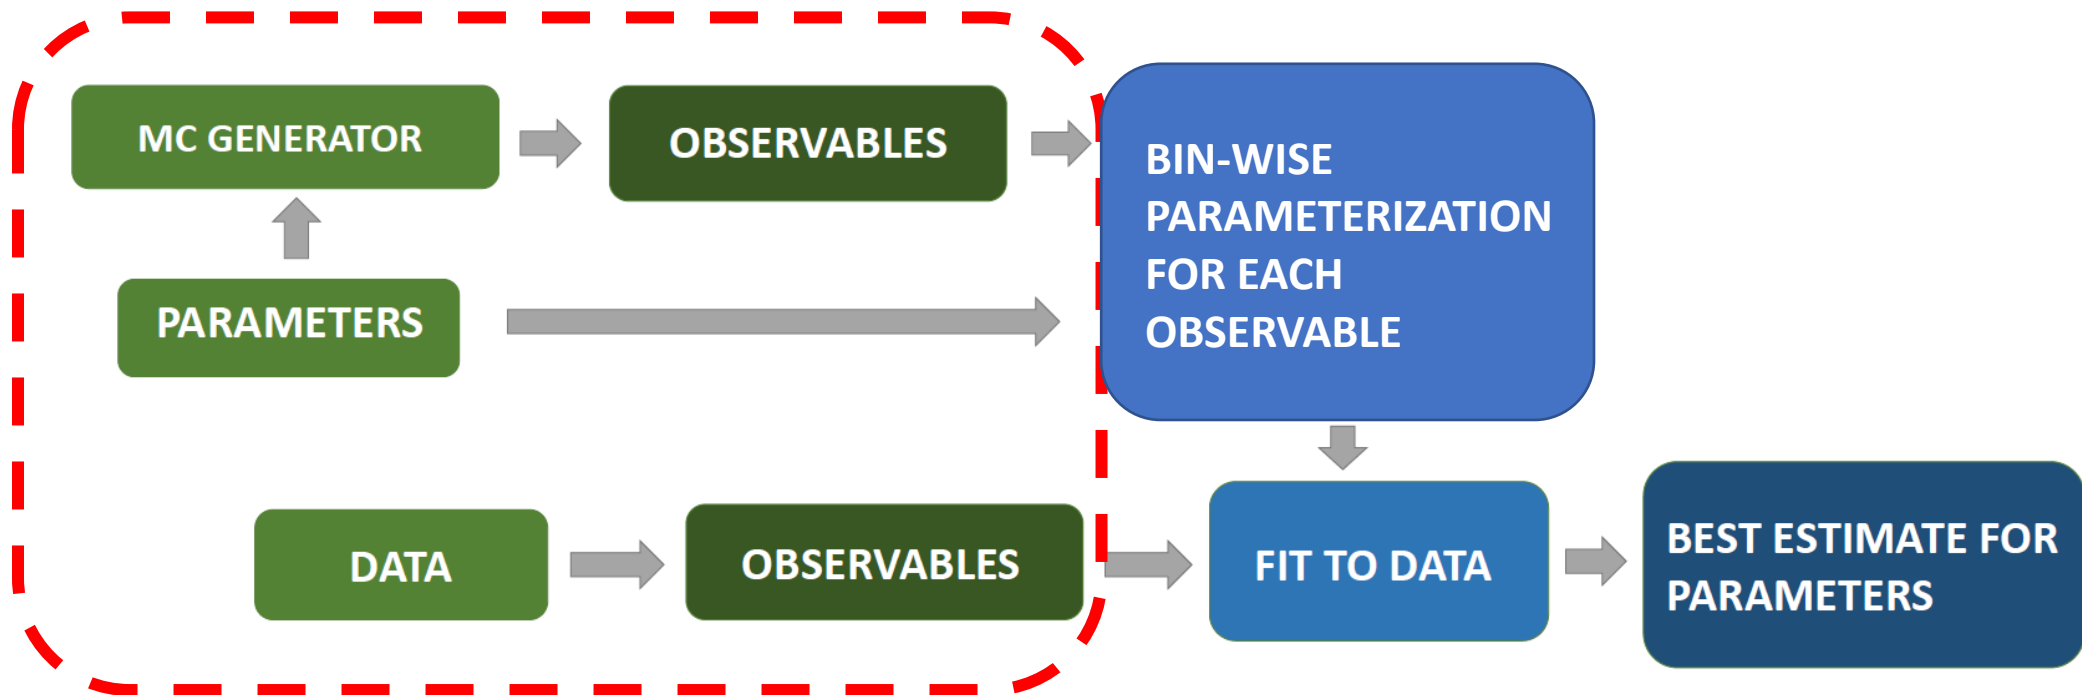 MC GENERATOR
OBSERVABLES
BIN-WISE
PARAMETERIZATION
FOR EACH
OBSERVABLE
PARAMETERS
DATA
OBSERVABLES
FIT TO DATA
BEST ESTIMATE FOR
PARAMETERS